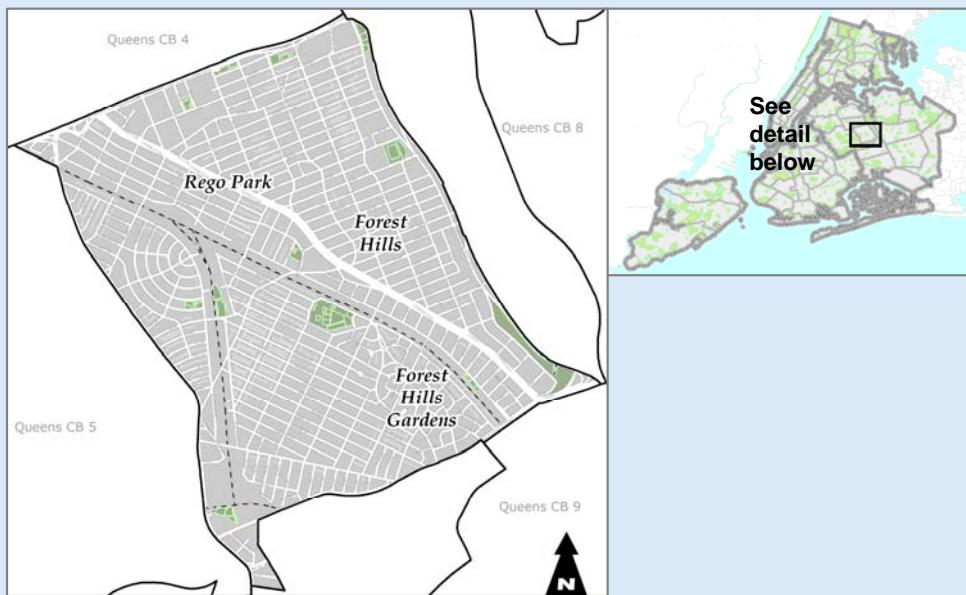 Queens CB 4
See
detail
below
Queens CB 8
Rego Park
Forest
Hills
Forest
Hills
Gardens
Queens CB 5
Queens CB 9
N